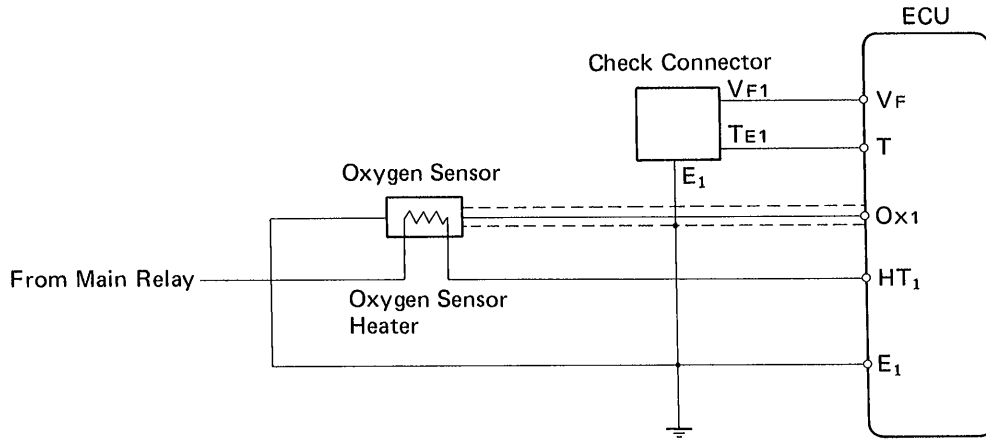 ECU
Check Connector
VF1
VF
TE1
T
E1
Oxygen Sensor
Ox1
From Main Relay
HT1
Oxygen Sensor
Heater
E1